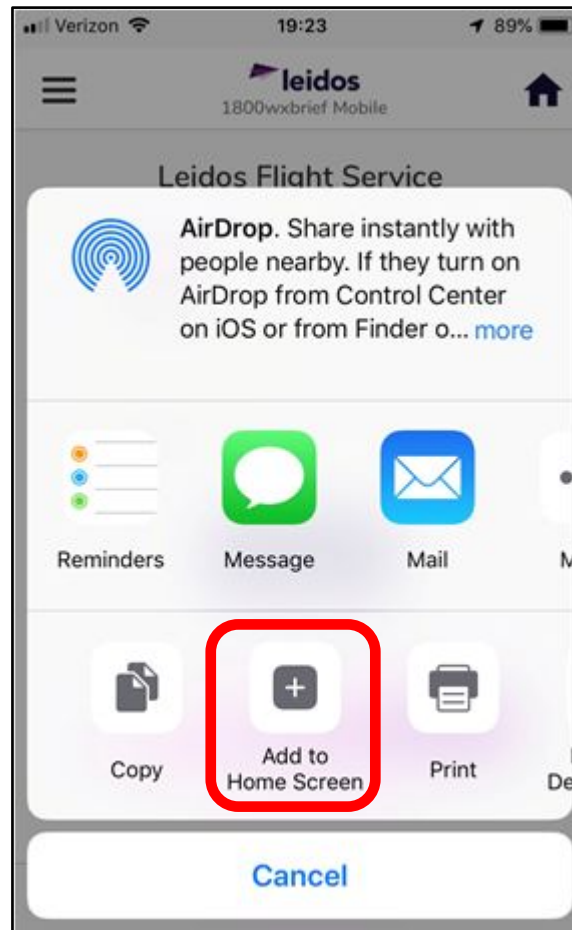 Verizon 19:23 89%
leidos
1800wxbrief Mobile
Leidos Flight Service
AirDrop. Share instantly with
people nearby. If they turn on
AirDrop from Control Center
on iOS or from Finder o... more
Reminders Message Mail M
Copy Add to
Home Screen Print De
Cancel